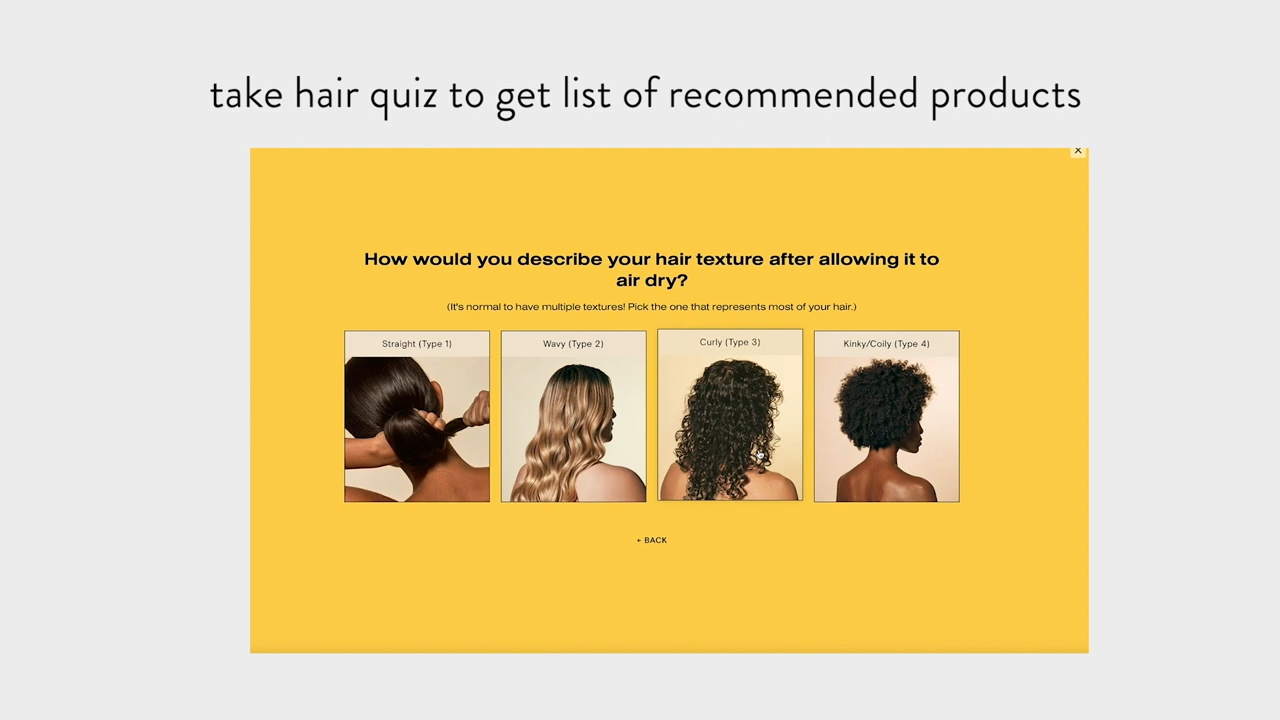 take hair quiz to get list of recommended products
×
How would you describe your hair texture after allowing it to
air dry?
(It's normal to have multiple textures! Pick the one that represents most of your hair.)
Straight (Type 1)
Wavy (Type 2)
Curly (Type 3)
Kinky/Coily (Type 4)
← BACK